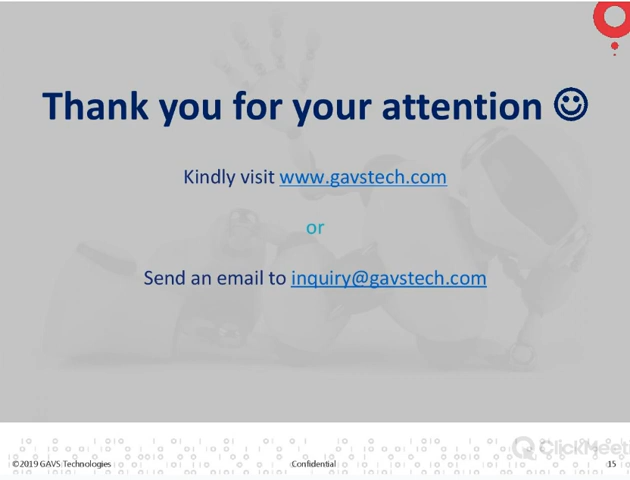 Thank you for your attention ☺
Kindly visit www.gavstech.com
or
Send an email to inquiry@gavstech.com
ClickMeeti
©2019 GAVS Technologies Confidential 15